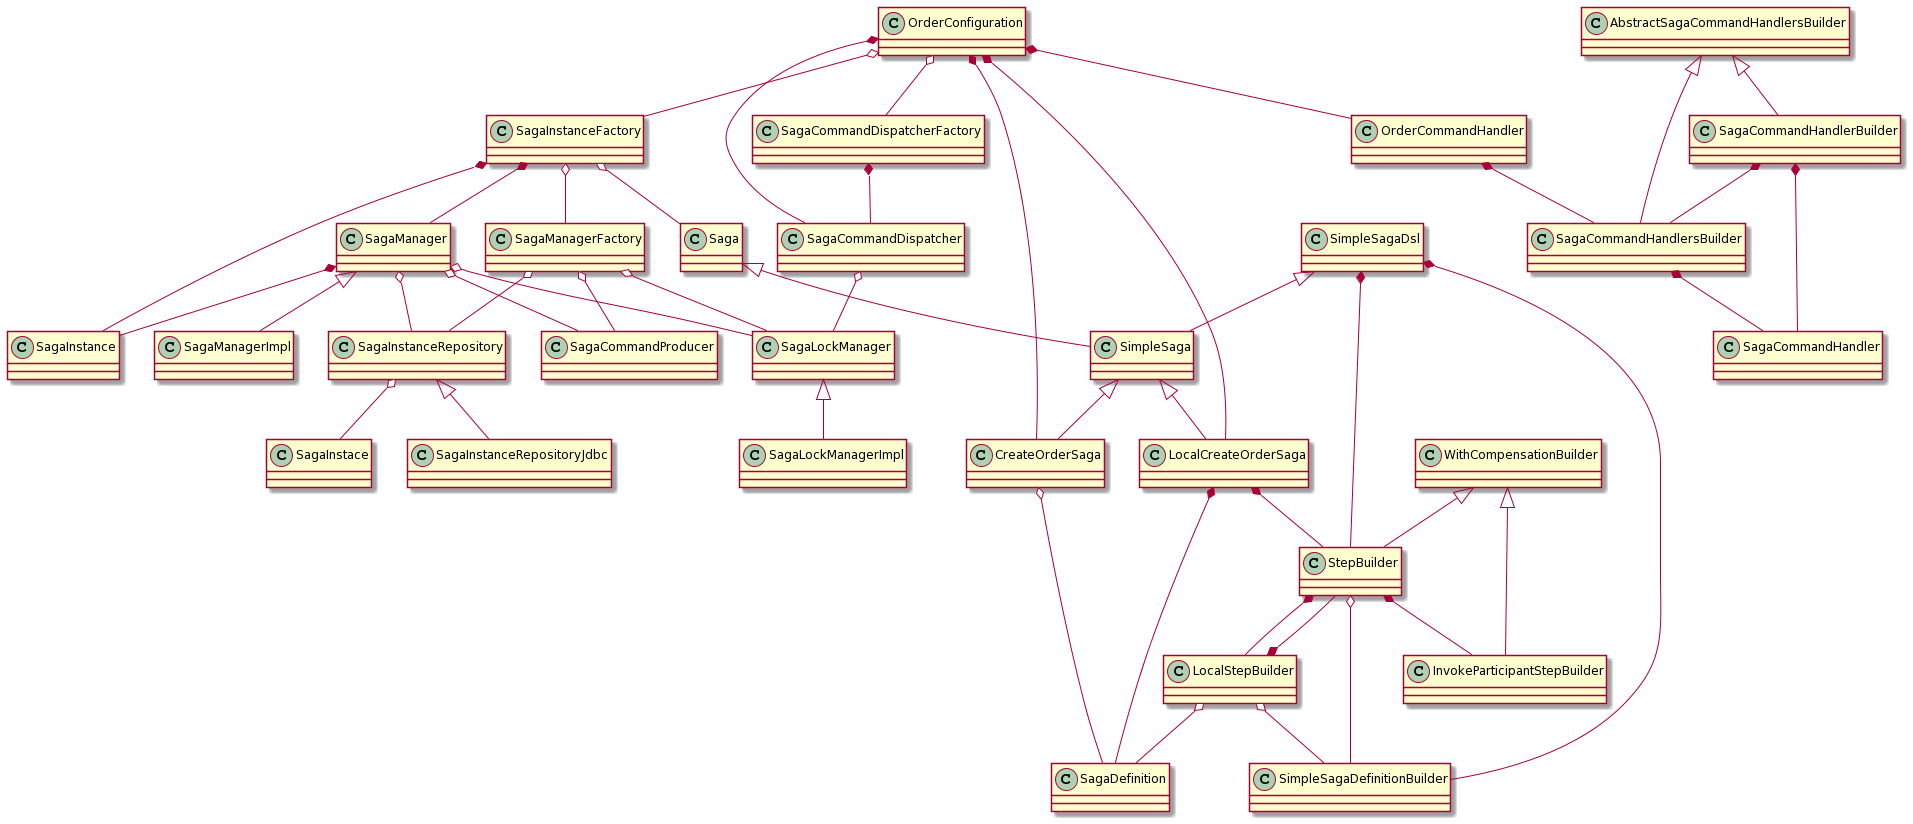 C OrderConfiguration
C AbstractSagaCommandHandlersBuilder
C SagaInstanceFactory
C SagaCommandDispatcherFactory
C OrderCommandHandler
C SagaCommandHandlerBuilder
C SagaManager
C SagaManagerFactory
C Saga
C SagaCommandDispatcher
C SimpleSagaDsl
C SagaCommandHandlersBuilder
C SagaInstance
C SagaManagerImpl
C SagaInstanceRepository
C SagaCommandProducer
C SagaLockManager
C SimpleSaga
C SagaCommandHandler
C SagaInstace
C SagaInstanceRepositoryJdbc
C SagaLockManagerImpl
C CreateOrderSaga
C LocalCreateOrderSaga
C WithCompensationBuilder
C StepBuilder
C LocalStepBuilder
C InvokeParticipantStepBuilder
C SagaDefinition
C SimpleSagaDefinitionBuilder